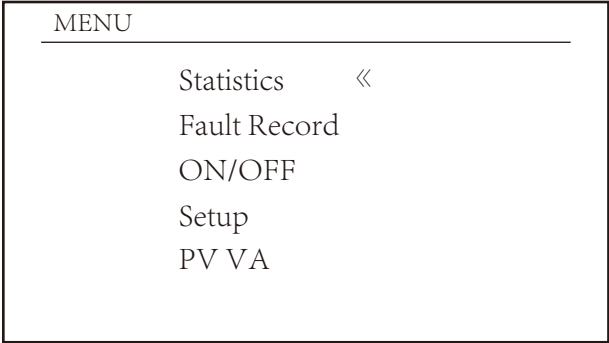 MENU
Statistics 《
Fault Record
ON/OFF
Setup
PV VA